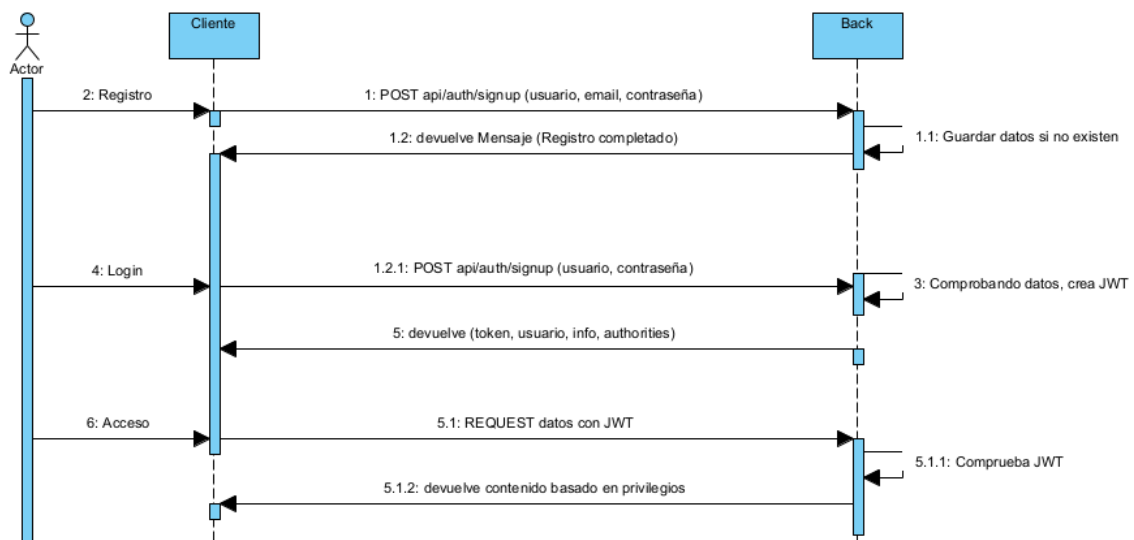 Actor
Cliente
Back
2: Registro
1: POST api/auth/signup (usuario, email, contraseña)
1.1: Guardar datos si no existen
1.2: devuelve Mensaje (Registro completado)
4: Login
1.2.1: POST api/auth/signup (usuario, contraseña)
3: Comprobando datos, crea JWT
5: devuelve (token, usuario, info, authorities)
6: Acceso
5.1: REQUEST datos con JWT
5.1.1: Comprueba JWT
5.1.2: devuelve contenido basado en privilegios